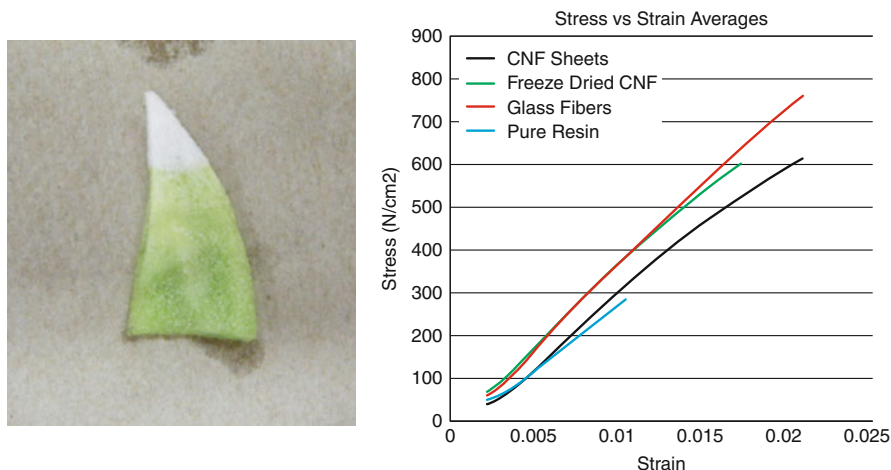 Stress vs Strain Averages
900
800
700
600
500
400
300
200
100
0
Stress (N/cm2)
CNF Sheets
Freeze Dried CNF
Glass Fibers
Pure Resin
0 0.005 0.01 0.015 0.02 0.025
Strain